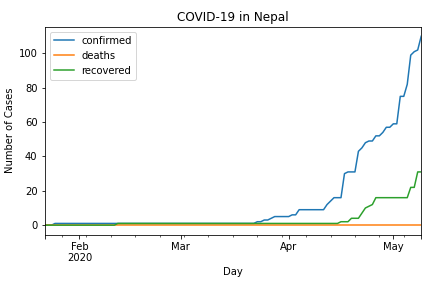 COVID-19 in Nepal
confirmed
deaths
recovered
Number of Cases
100
80
60
40
20
0
Feb Mar Apr May
2020
Day